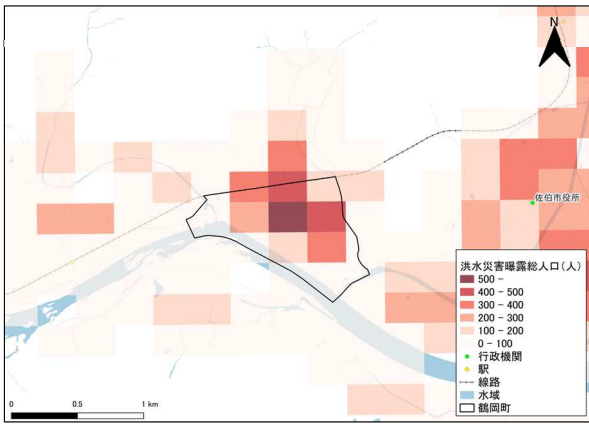 N
佐伯市役所
洪水災害曝露総人口(人)
500 -
400 - 500
300 - 400
200 - 300
100 - 200
0 - 100
行政機関
駅
線路
水域
鶴岡町
0 0.5 1 km